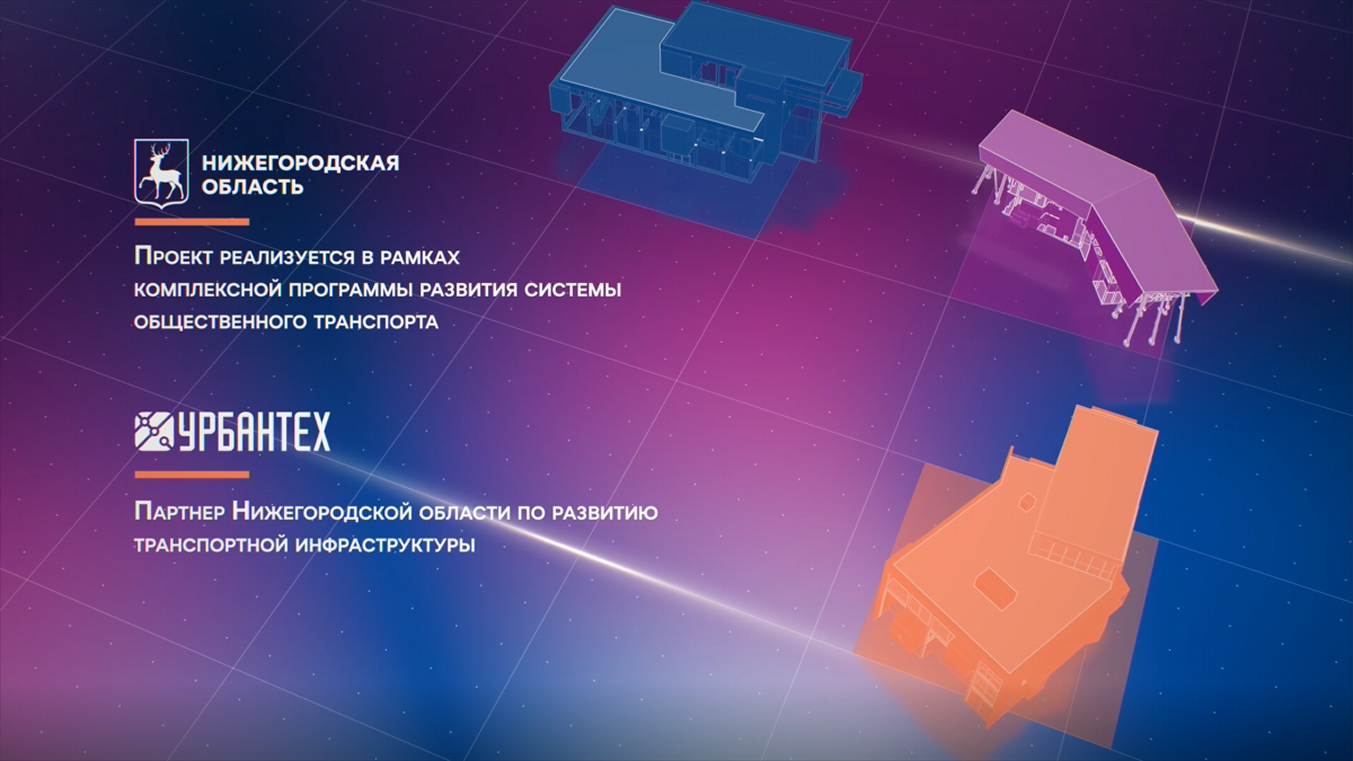 НИЖЕГОРОДСКАЯ
ОБЛАСТЬ
Проект реализуется в рамках
комплексной программы развития системы
общественного транспорта
УРБАНТЕХ
Партнер Нижегородской области по развитию
транспортной инфраструктуры